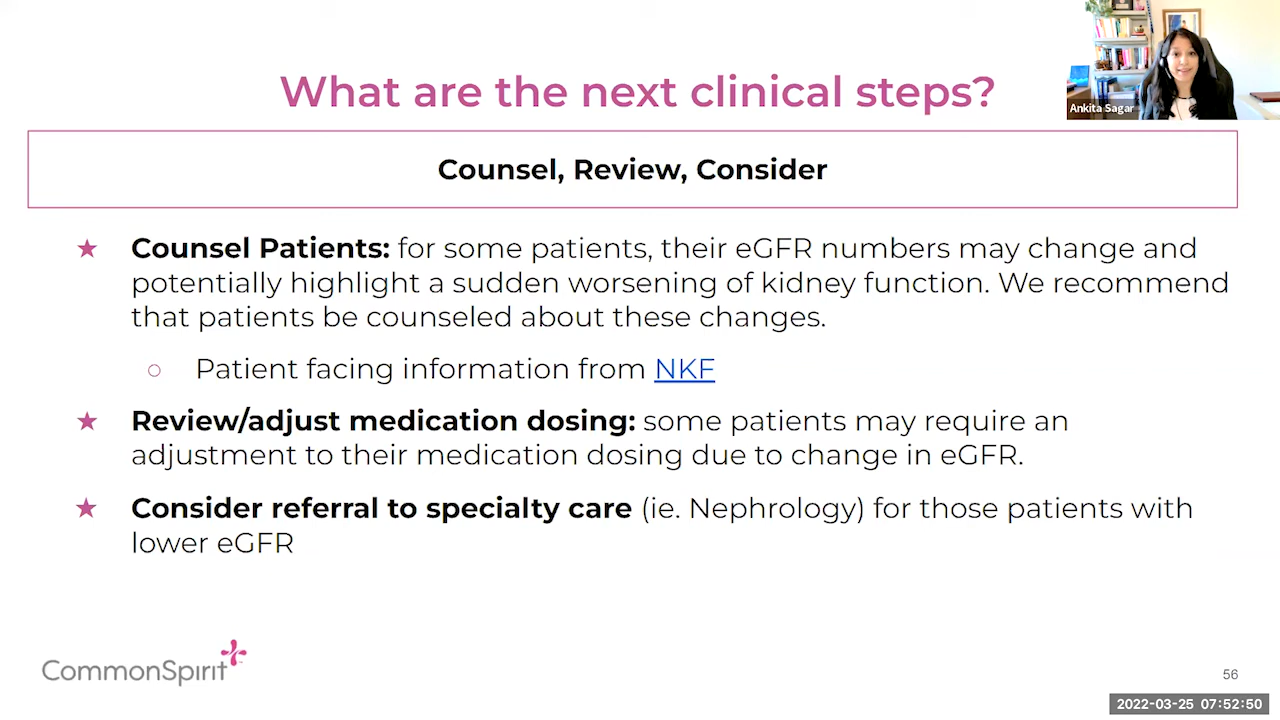 What are the next clinical steps?
Ankita Sagar
Counsel, Review, Consider
★ Counsel Patients: for some patients, their eGFR numbers may change and
potentially highlight a sudden worsening of kidney function. We recommend
that patients be counseled about these changes.
○ Patient facing information from NKF
★ Review/adjust medication dosing: some patients may require an
adjustment to their medication dosing due to change in eGFR.
★ Consider referral to specialty care (ie. Nephrology) for those patients with
lower eGFR
CommonSpirit
56
2022-03-25 07:52:50